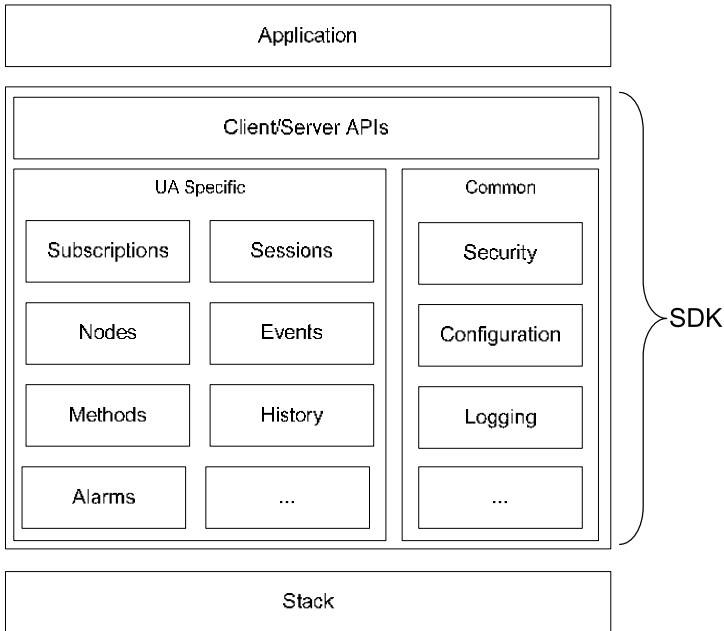 Application
Client/Server APIs
UA Specific
Subscriptions
Sessions
Nodes
Events
Methods
History
Alarms
...
Common
Security
Configuration
Logging
...
SDK
Stack